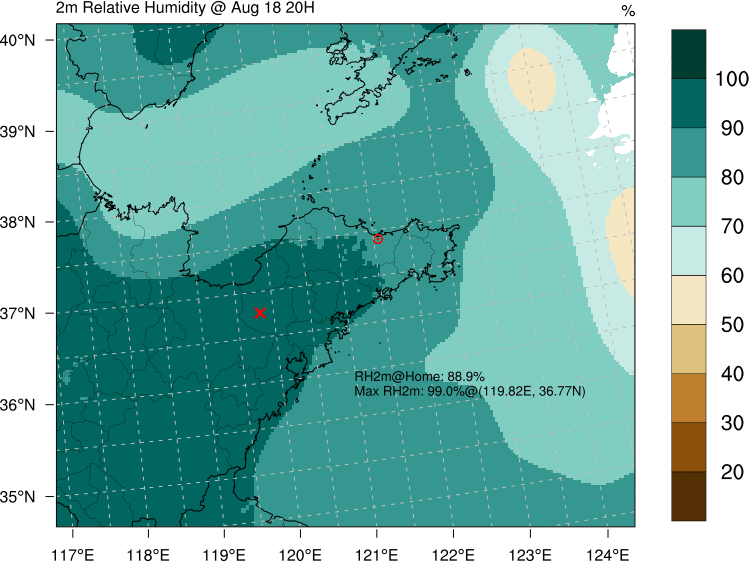 2m Relative Humidity @ Aug 18 20H
%
40°N
39°N
38°N
37°N
36°N
35°N
117°E
118°E
119°E
120°E
121°E
122°E
123°E
124°E
RH2m@Home: 88.9%
Max RH2m: 99.0%@(119.82E, 36.77N)
100
90
80
70
60
50
40
30
20